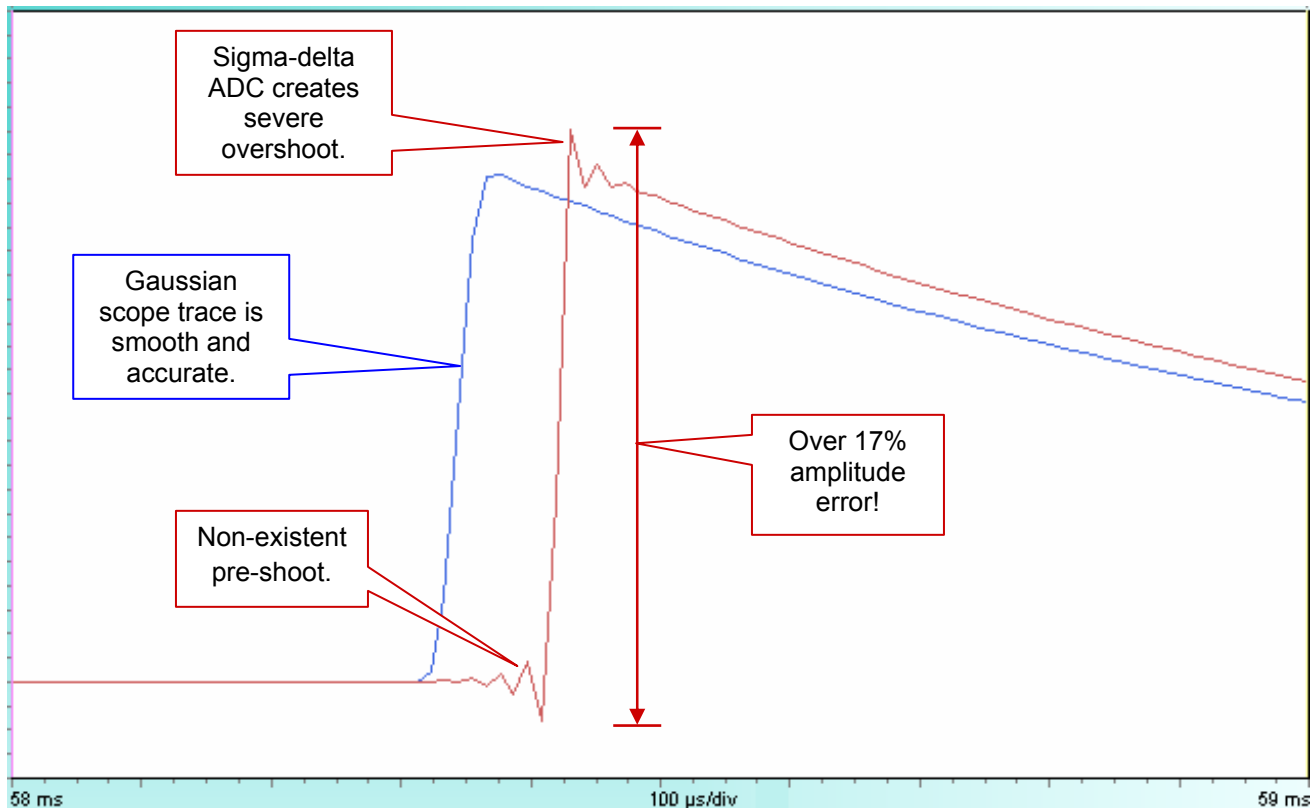 Sigma-delta
ADC creates
severe
overshoot.
Gaussian
scope trace is
smooth and
accurate.
Over 17%
amplitude
error!
Non-existent
pre-shoot.
58 ms
100 µs/div
59 ms